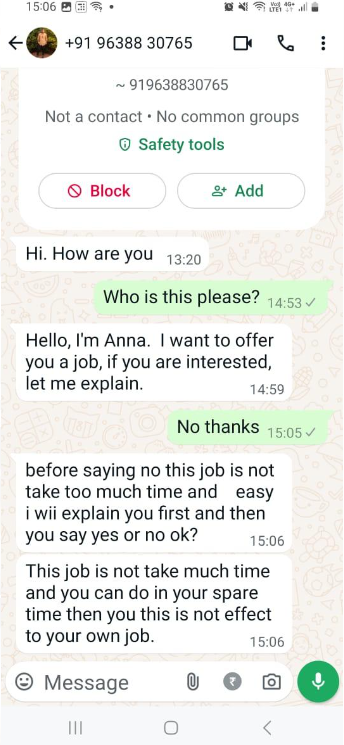 15:06
Vo))
LTE1
4G+
+91 96388 30765
~ 919638830765
Not a contact • No common groups
Safety tools
Block
Add
Hi. How are you
13:20
Who is this please?
14:53
Hello, I'm Anna. I want to offer
you a job, if you are interested,
let me explain.
14:59
No thanks
15:05
before saying no this job is not
take too much time and easy
i wii explain you first and then
you say yes or no ok?
15:06
This job is not take much time
and you can do in your spare
time then you this is not effect
to your own job.
15:06
Message
₹